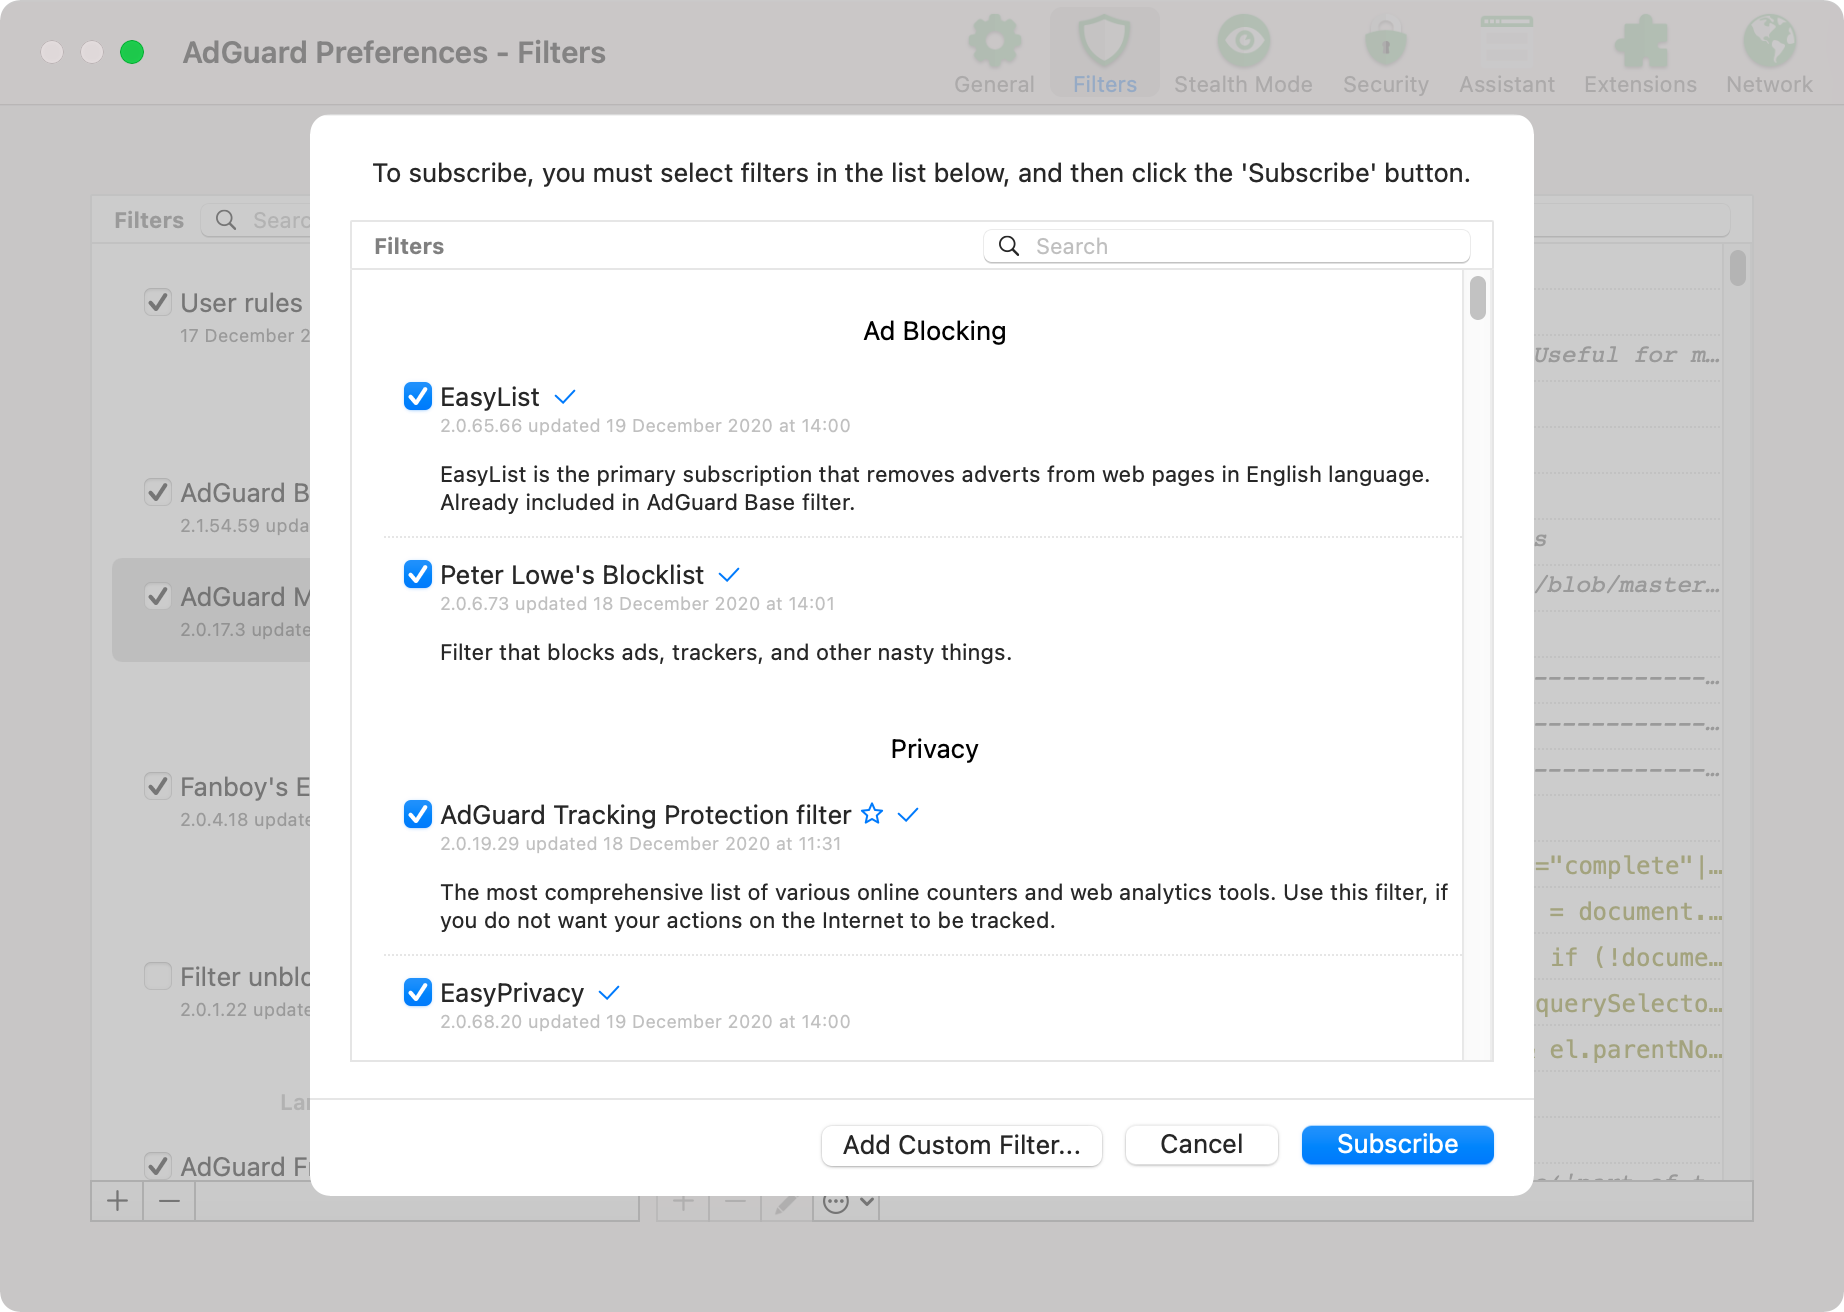 AdGuard Preferences - Filters
General
Filters
Stealth Mode
Security
Assistant
Extensions
Network
To subscribe, you must select filters in the list below, and then click the 'Subscribe' button.
Filters
Search
Ad Blocking
EasyList
2.0.65.66 updated 19 December 2020 at 14:00
EasyList is the primary subscription that removes adverts from web pages in English language.
Already included in AdGuard Base filter.
Peter Lowe's Blocklist
2.0.6.73 updated 18 December 2020 at 14:01
Filter that blocks ads, trackers, and other nasty things.
Privacy
AdGuard Tracking Protection filter
2.0.19.29 updated 18 December 2020 at 11:31
The most comprehensive list of various online counters and web analytics tools. Use this filter, if
you do not want your actions on the Internet to be tracked.
EasyPrivacy
2.0.68.20 updated 19 December 2020 at 14:00
Add Custom Filter...
Cancel
Subscribe
Filters
Searc
User rules
17 December 2
AdGuard B
2.1.54.59 upda
AdGuard M
2.0.17.3 update
Fanboy's E
2.0.4.18 update
Filter unblo
2.0.1.22 update
Lan
AdGuard Fr
Useful for m…
s
/blob/master…
------------…
------------…
------------…
="complete"|…
= document.…
if (!docume…
querySelecto…
el.parentNo…